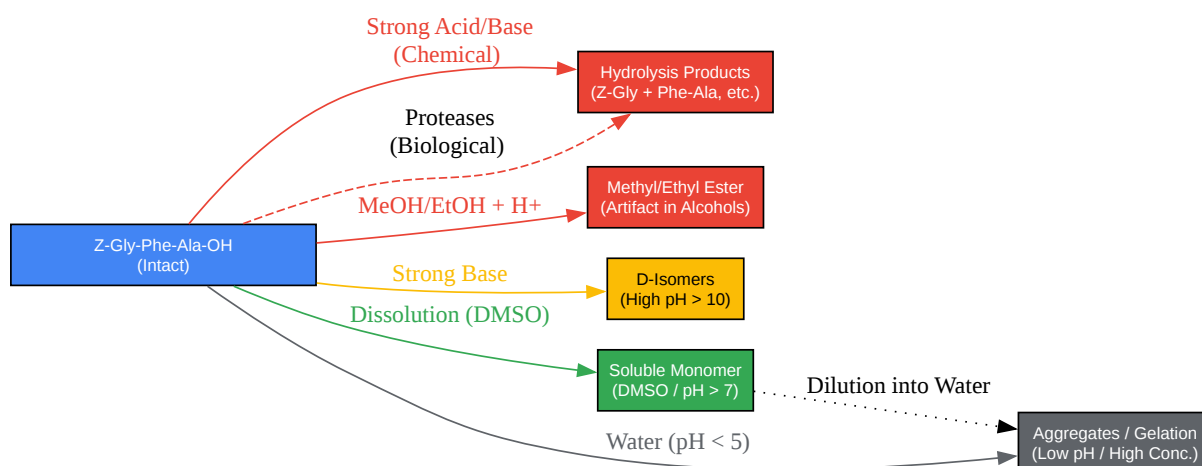 Strong Acid/Base
(Chemical)
Hydrolysis Products
(Z-Gly + Phe-Ala, etc.)
Proteases
(Biological)
Methyl/Ethyl Ester
(Artifact in Alcohols)
MeOH/EtOH + H+
Z-Gly-Phe-Ala-OH
(Intact)
Strong Base
D-Isomers
(High pH > 10)
Dissolution (DMSO)
Soluble Monomer
(DMSO / pH > 7)
Dilution into Water
Water (pH < 5)
Aggregates / Gelation
(Low pH / High Conc.)